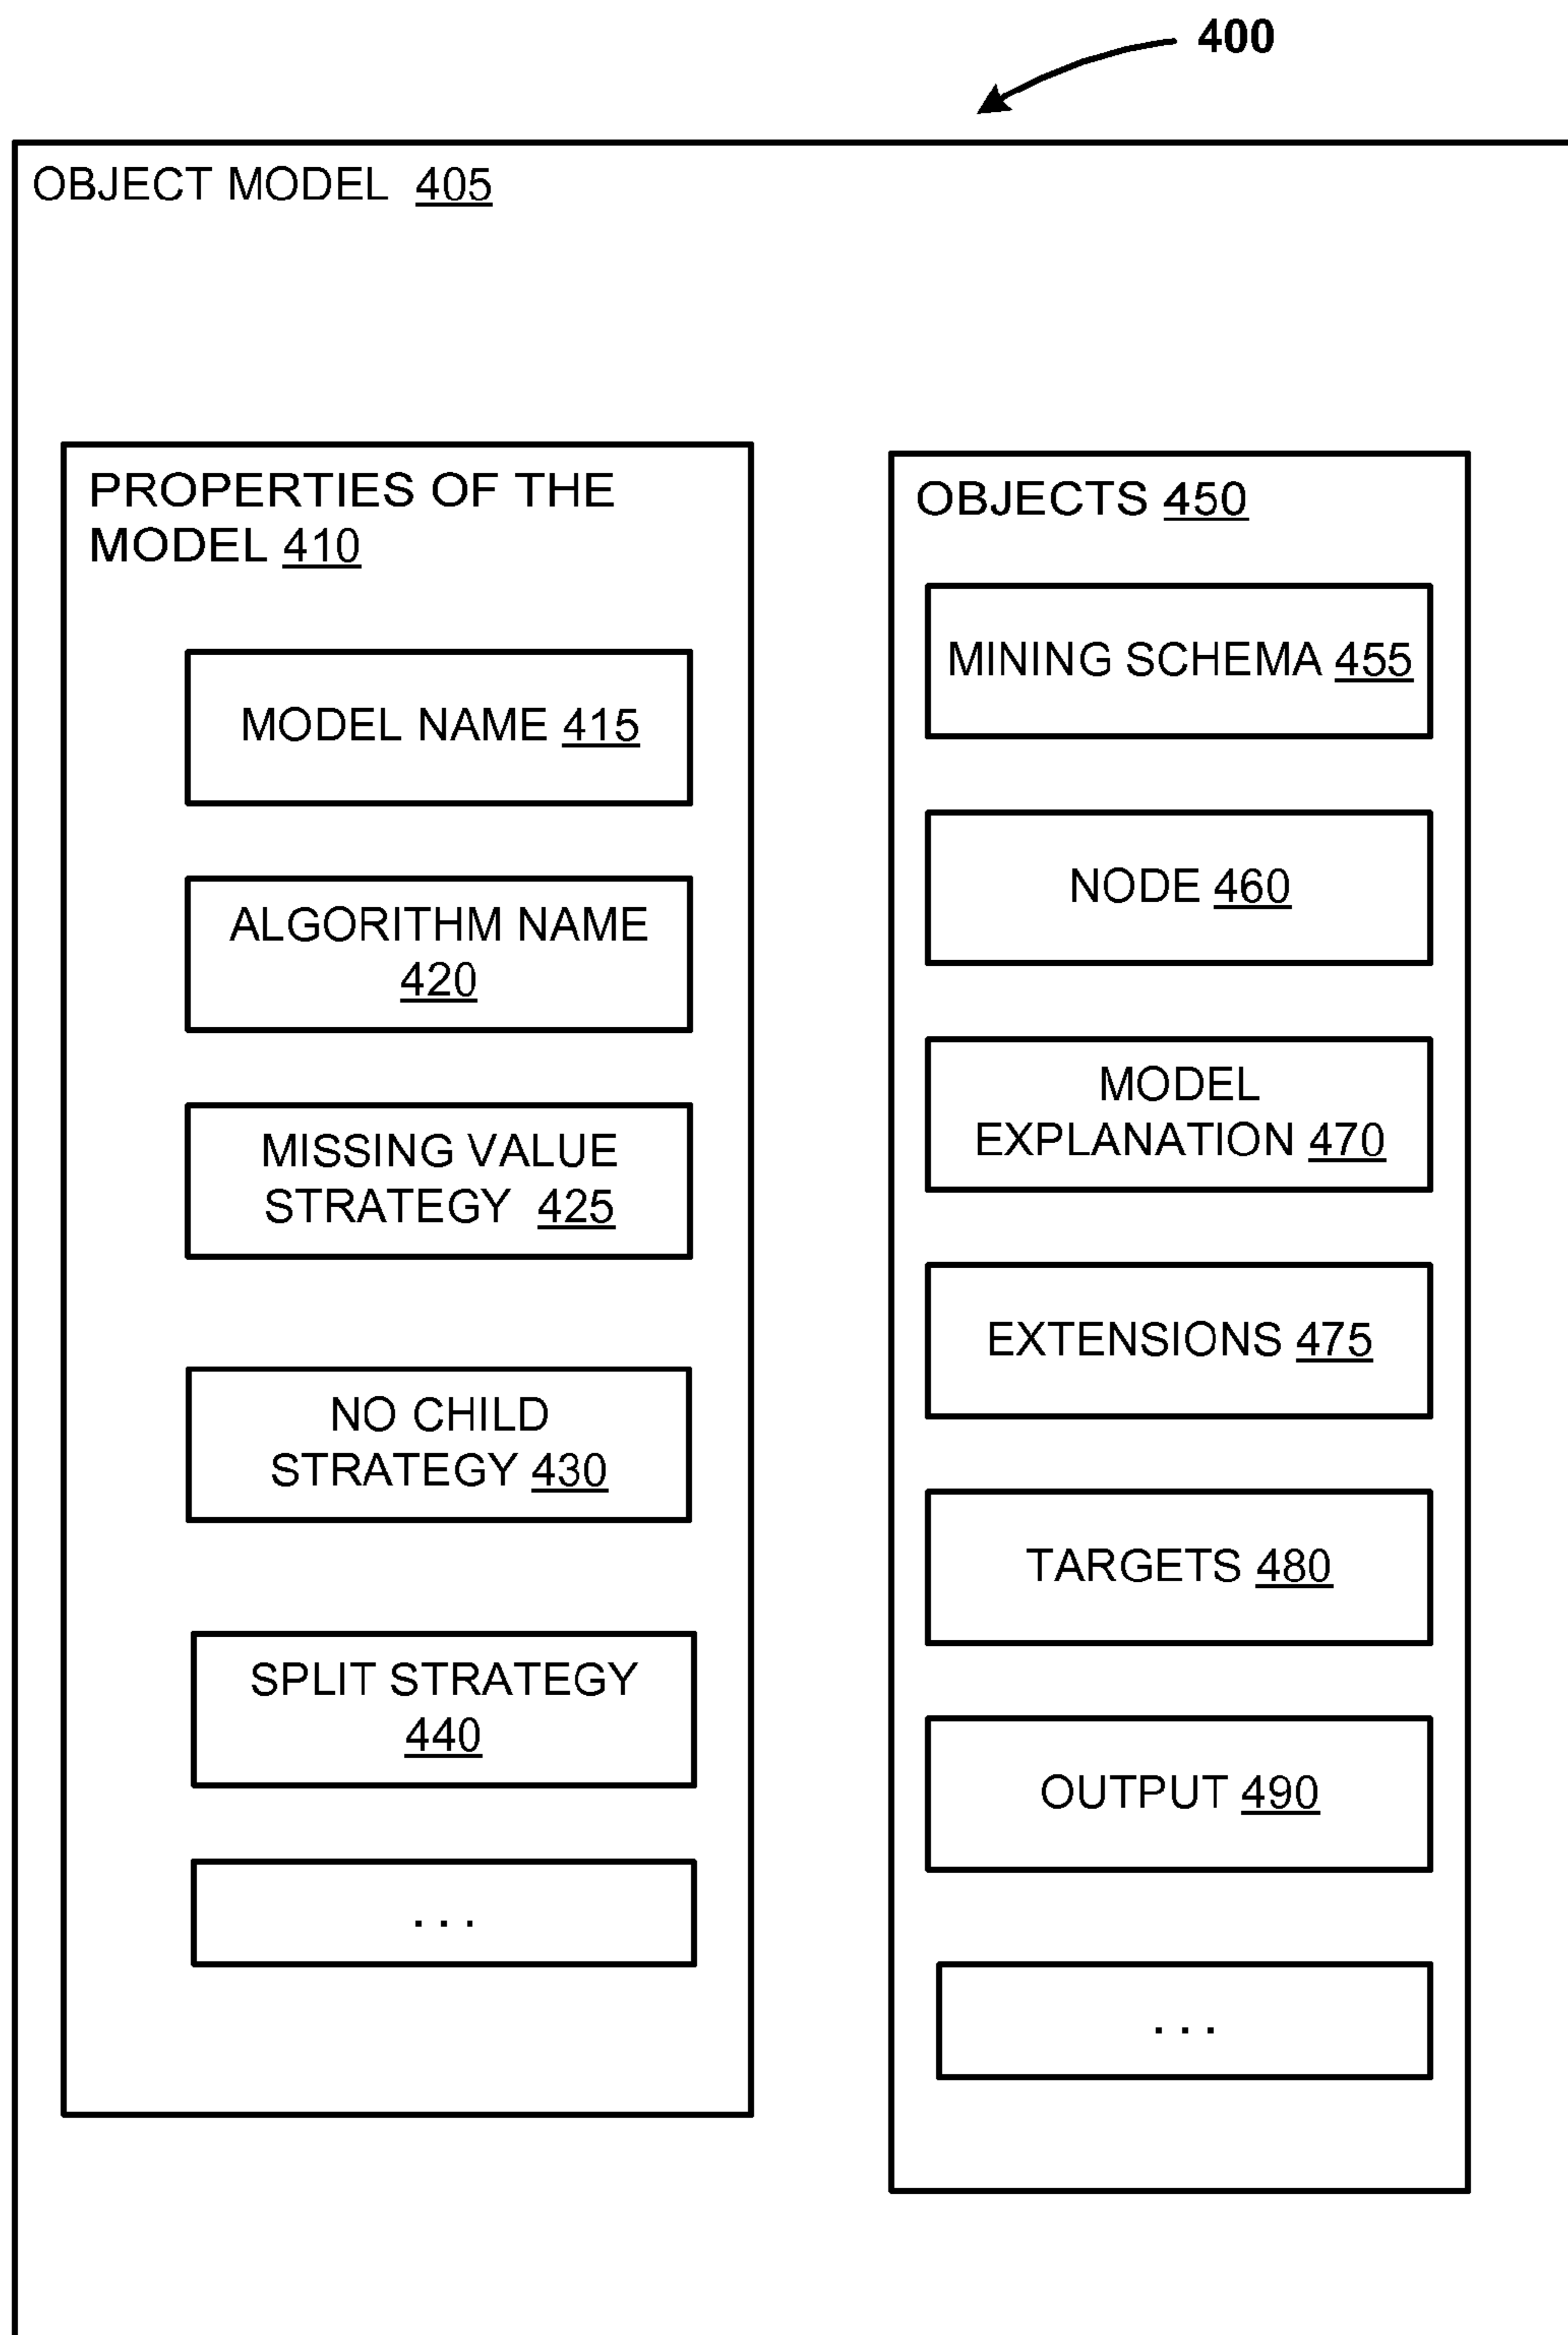 400
OBJECT MODEL 405
PROPERTIES OF THE
MODEL 410
MODEL NAME 415
ALGORITHM NAME
420
MISSING VALUE
STRATEGY 425
NO CHILD
STRATEGY 430
SPLIT STRATEGY
440
. . .
OBJECTS 450
MINING SCHEMA 455
NODE 460
MODEL
EXPLANATION 470
EXTENSIONS 475
TARGETS 480
OUTPUT 490
. . .